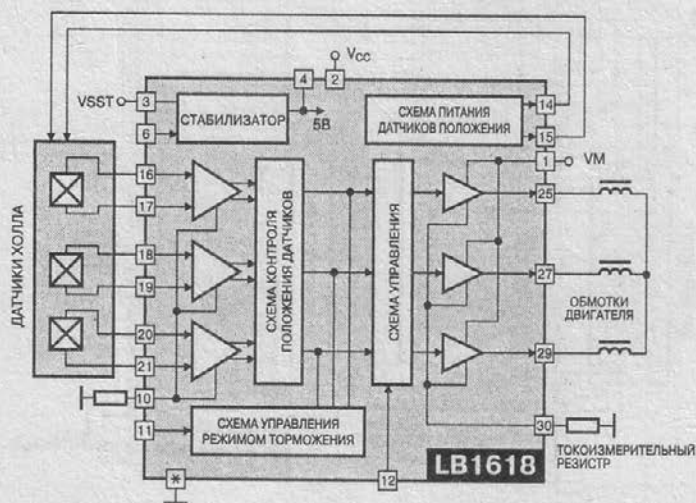 Vcc
4
2
VSST
3
СТАБИЛИЗАТОР
6
5В
СХЕМА ПИТАНИЯ
ДАТЧИКОВ ПОЛОЖЕНИЯ
14
15
1
VM
ДАТЧИКИ ХОЛЛА
16
17
18
19
20
21
10
11
СХЕМА КОНТРОЛЯ
ПОЛОЖЕНИЯ ДАТЧИКОВ
СХЕМА УПРАВЛЕНИЯ
25
27
29
30
ОБМОТКИ
ДВИГАТЕЛЯ
СХЕМА УПРАВЛЕНИЯ
РЕЖИМОМ ТОРМОЖЕНИЯ
*
12
LB1618
ТОКОИЗМЕРИТЕЛЬНЫЙ
РЕЗИСТР